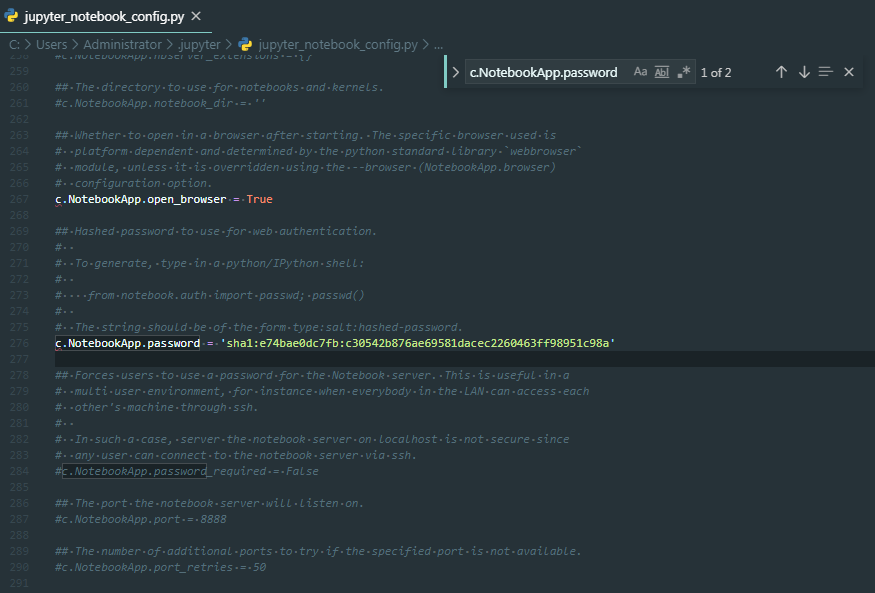 jupyter_notebook_config.py
C: > Users > Administrator > .jupyter > jupyter_notebook_config.py > ...
c.NotebookApp.password Aa Abl .* 1 of 2
258 #c.NotebookApp.nbserver_extensions = {}
259
260 ## The directory to use for notebooks and kernels.
261 #c.NotebookApp.notebook_dir = ''
262
263 ## Whether to open in a browser after starting. The specific browser used is
264 #  platform dependent and determined by the python standard library `webbrowser`
265 #  module, unless it is overridden using the --browser (NotebookApp.browser)
266 #  configuration option.
267 c.NotebookApp.open_browser = True
268
269 ## Hashed password to use for web authentication.
270 #
271 #  To generate, type in a python/IPython shell:
272 #
273 #    from notebook.auth import passwd; passwd()
274 #
275 #  The string should be of the form type:salt:hashed-password.
276 c.NotebookApp.password = 'sha1:e74bae0dc7fb:c30542b876ae69581dacec2260463ff98951c98a'
277
278 ## Forces users to use a password for the Notebook server. This is useful in a
279 #  multi user environment, for instance when everybody in the LAN can access each
280 #  other's machine through ssh.
281 #
282 #  In such a case, server the notebook server on localhost is not secure since
283 #  any user can connect to the notebook server via ssh.
284 #c.NotebookApp.password_required = False
285
286 ## The port the notebook server will listen on.
287 #c.NotebookApp.port = 8888
288
289 ## The number of additional ports to try if the specified port is not available.
290 #c.NotebookApp.port_retries = 50
291